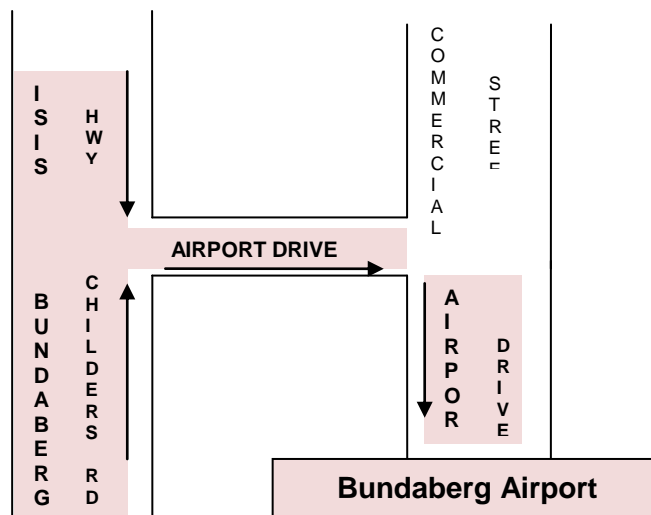 ISIS
HWY
COMMERCIAL
STREE
AIRPORT DRIVE
BUNDABERG
CHILDERS RD
AIRPOR
DRIVE
Bundaberg Airport